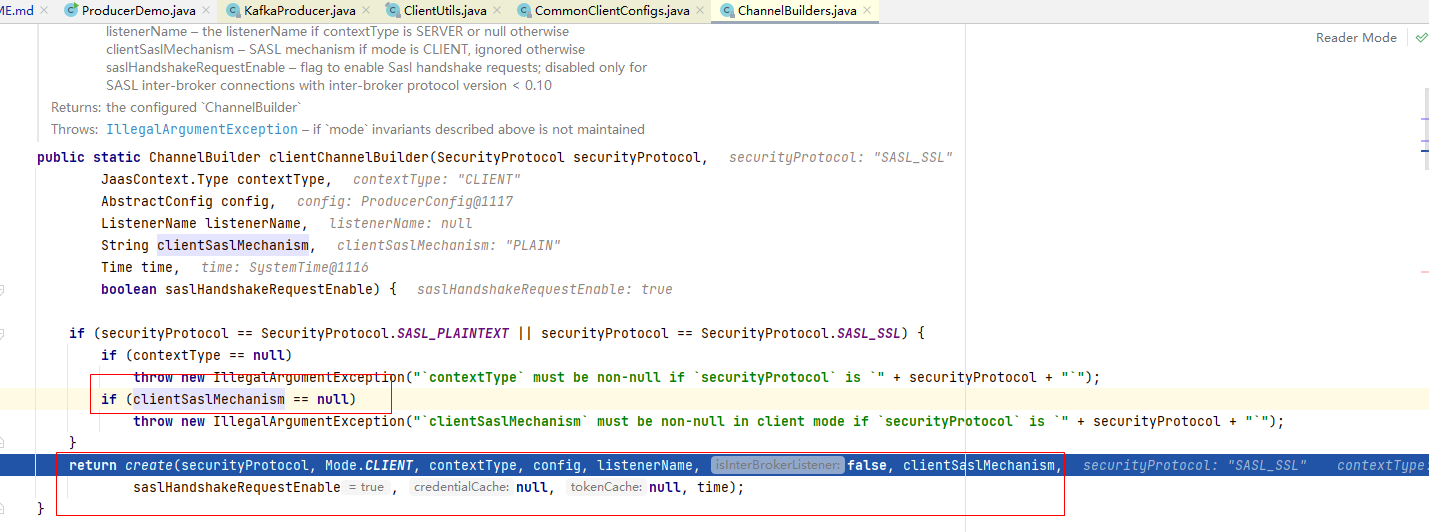 ME.md × ProducerDemo.java × KafkaProducer.java × ClientUtils.java × CommonClientConfigs.java × ChannelBuilders.java ×
Reader Mode
listenerName – the listenerName if contextType is SERVER or null otherwise
clientSaslMechanism – SASL mechanism if mode is CLIENT, ignored otherwise
saslHandshakeRequestEnable – flag to enable Sasl handshake requests; disabled only for
SASL inter-broker connections with inter-broker protocol version < 0.10
Returns: the configured `ChannelBuilder`
Throws: IllegalArgumentException – if `mode` invariants described above is not maintained
public static ChannelBuilder clientChannelBuilder(SecurityProtocol securityProtocol, securityProtocol: "SASL_SSL"
JaasContext.Type contextType, contextType: "CLIENT"
AbstractConfig config, config: ProducerConfig@1117
ListenerName listenerName, listenerName: null
String clientSaslMechanism, clientSaslMechanism: "PLAIN"
Time time, time: SystemTime@1116
boolean saslHandshakeRequestEnable) { saslHandshakeRequestEnable: true
if (securityProtocol == SecurityProtocol.SASL_PLAINTEXT || securityProtocol == SecurityProtocol.SASL_SSL) {
if (contextType == null)
throw new IllegalArgumentException("`contextType` must be non-null if `securityProtocol` is `" + securityProtocol + "`");
if (clientSaslMechanism == null)
throw new IllegalArgumentException("`clientSaslMechanism` must be non-null in client mode if `securityProtocol` is `" + securityProtocol + "`");
}
return create(securityProtocol, Mode.CLIENT, contextType, config, listenerName, isInterBrokerListener: false, clientSaslMechanism, securityProtocol: "SASL_SSL" contextType:
saslHandshakeRequestEnable = true , credentialCache: null, tokenCache: null, time);
}